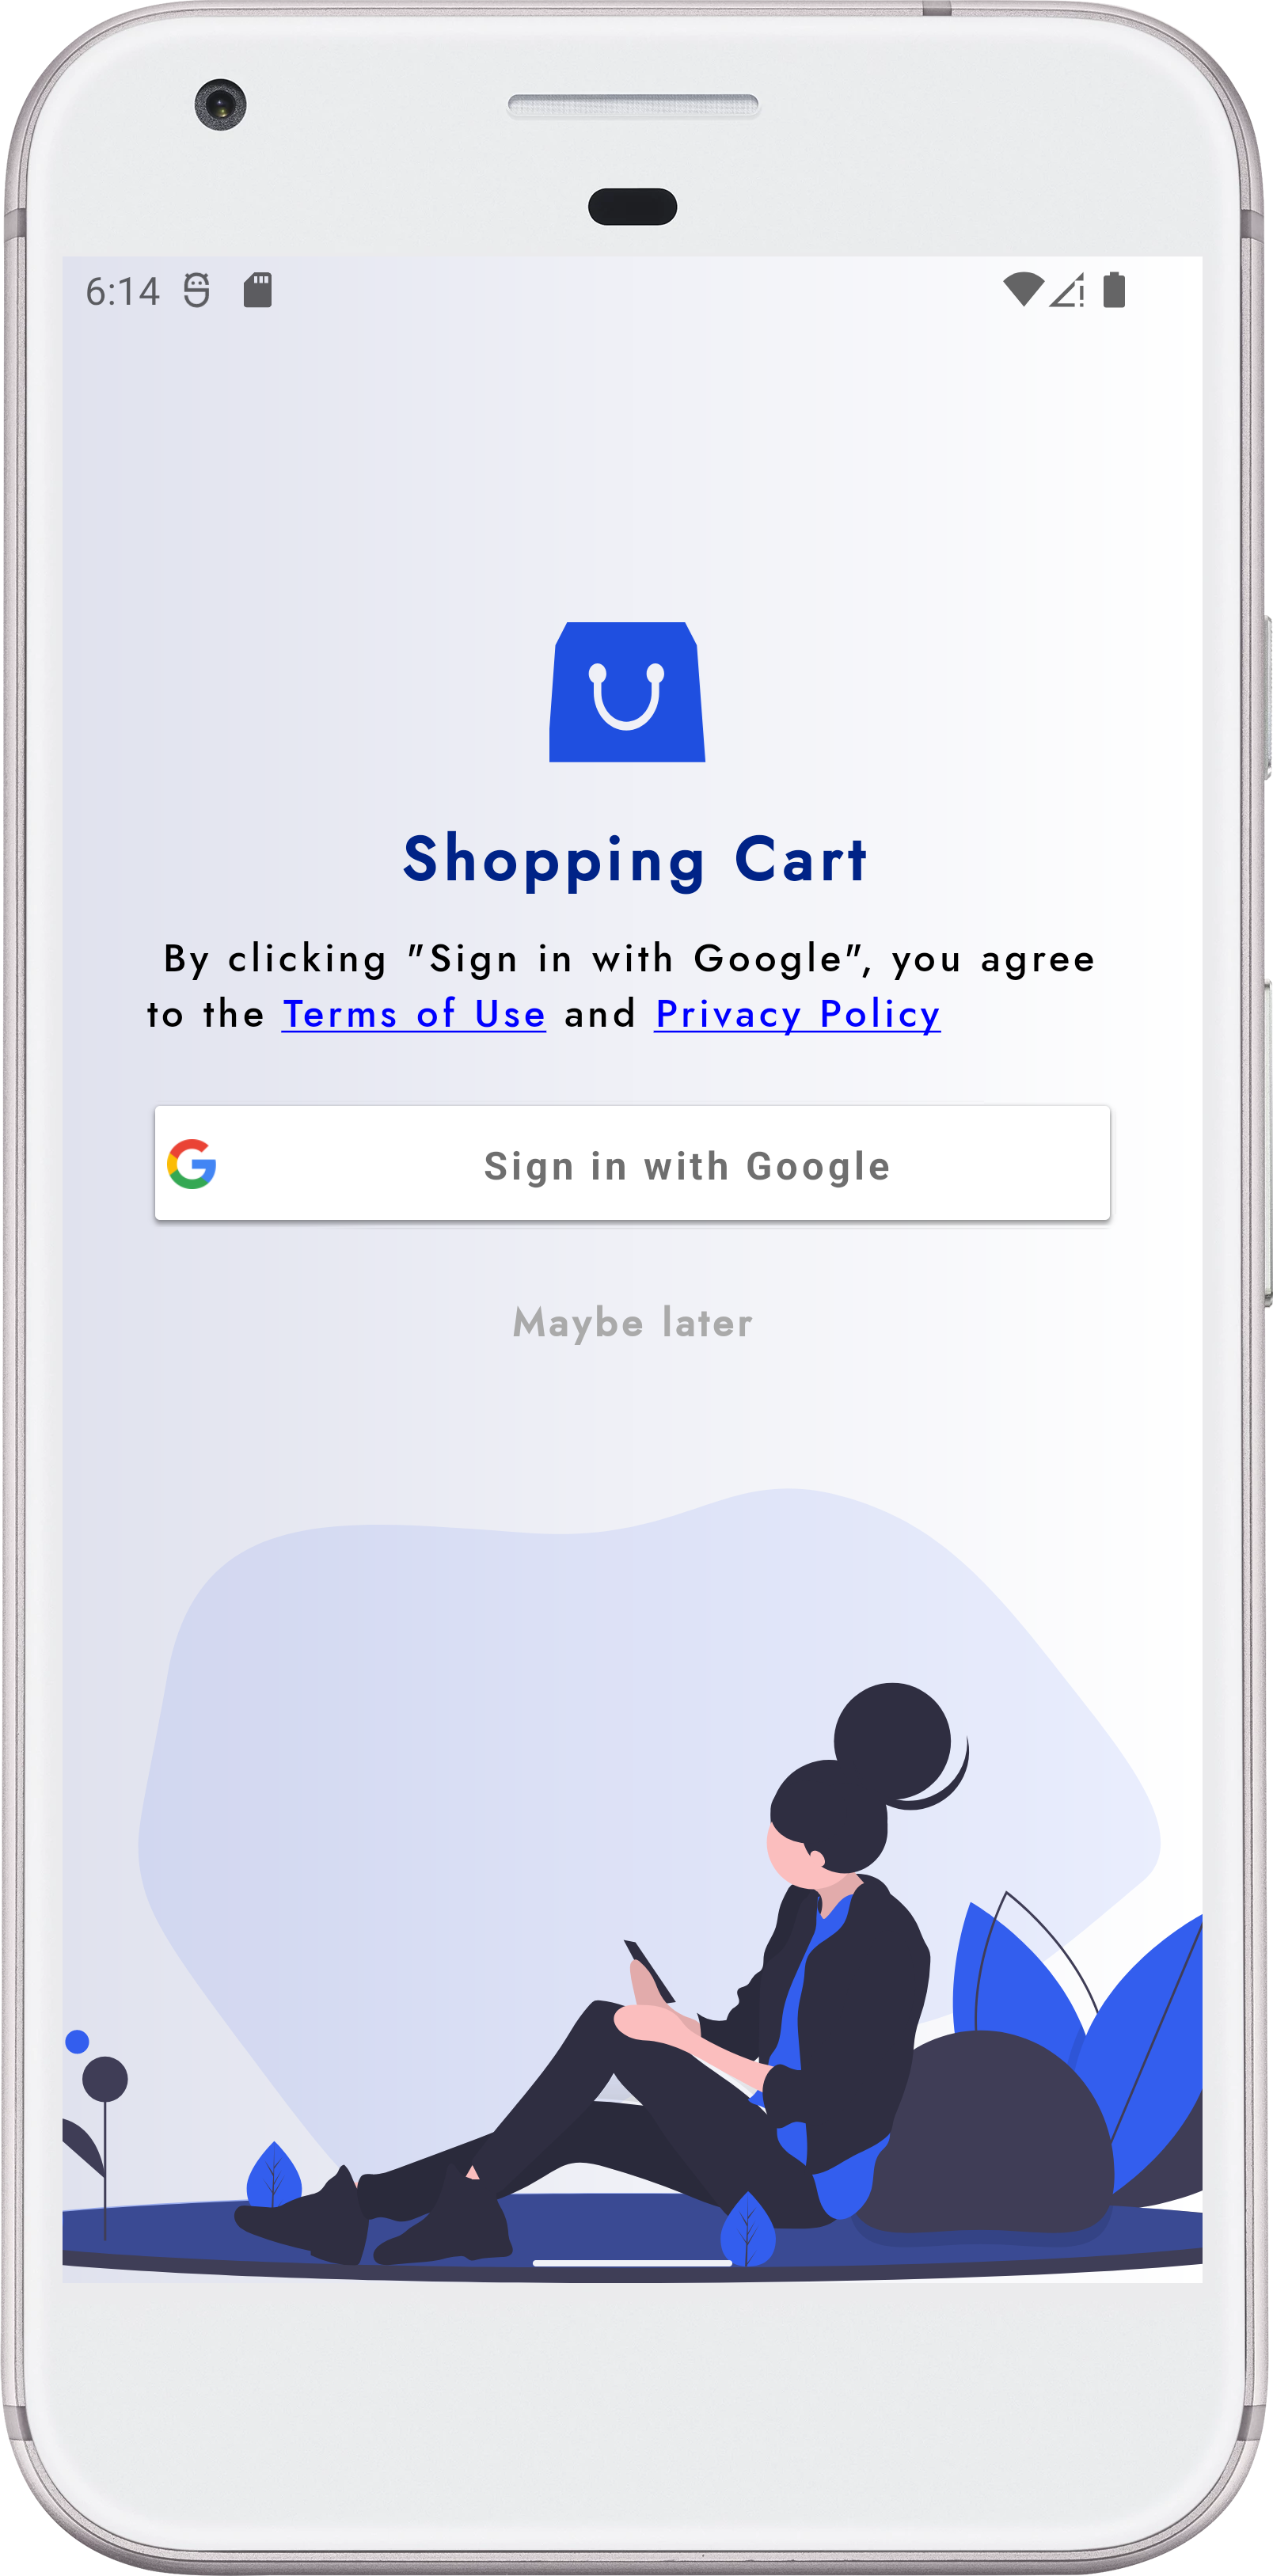 6:14
Shopping Cart
By clicking "Sign in with Google", you agree
to the Terms of Use and Privacy Policy
Sign in with Google
Maybe later